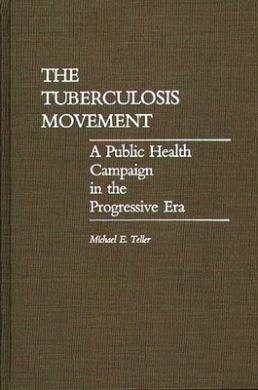 THE
TUBERCULOSIS
MOVEMENT
A Public Health
Campaign
in the
Progressive Era
Michael E. Teller